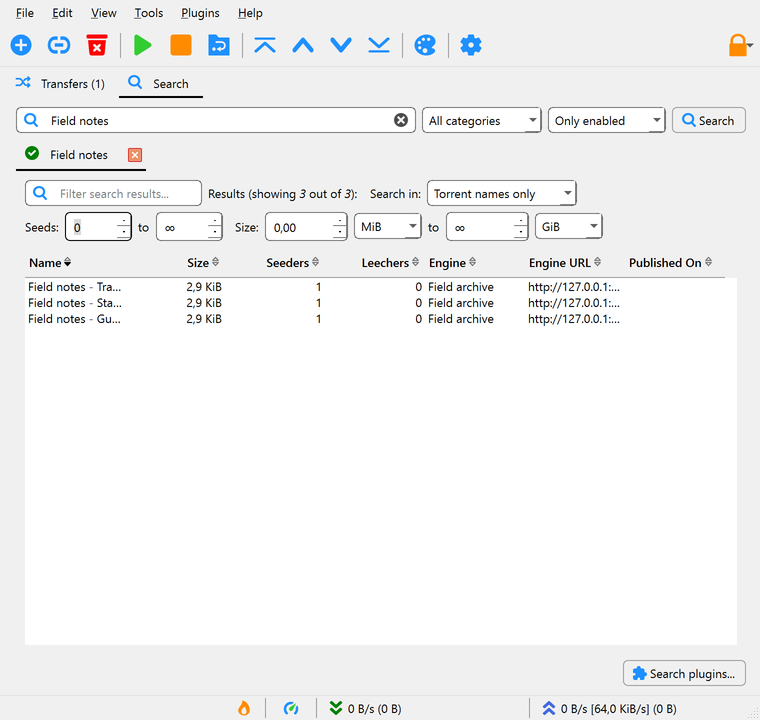 File Edit View Tools Plugins Help
Transfers (1) Search
Field notes All categories Only enabled Search
Field notes
Filter search results... Results (showing 3 out of 3): Search in: Torrent names only
Seeds: 0 to ∞ Size: 0,00 MiB to ∞ GiB
Name Size Seeders Leechers Engine Engine URL Published On
Field notes - Tra... 2,9 KiB 1 0 Field archive http://127.0.0.1:...
Field notes - Sta... 2,9 KiB 1 0 Field archive http://127.0.0.1:...
Field notes - Gu... 2,9 KiB 1 0 Field archive http://127.0.0.1:...
Search plugins...
0 B/s (0 B) 0 B/s [64,0 KiB/s] (0 B)